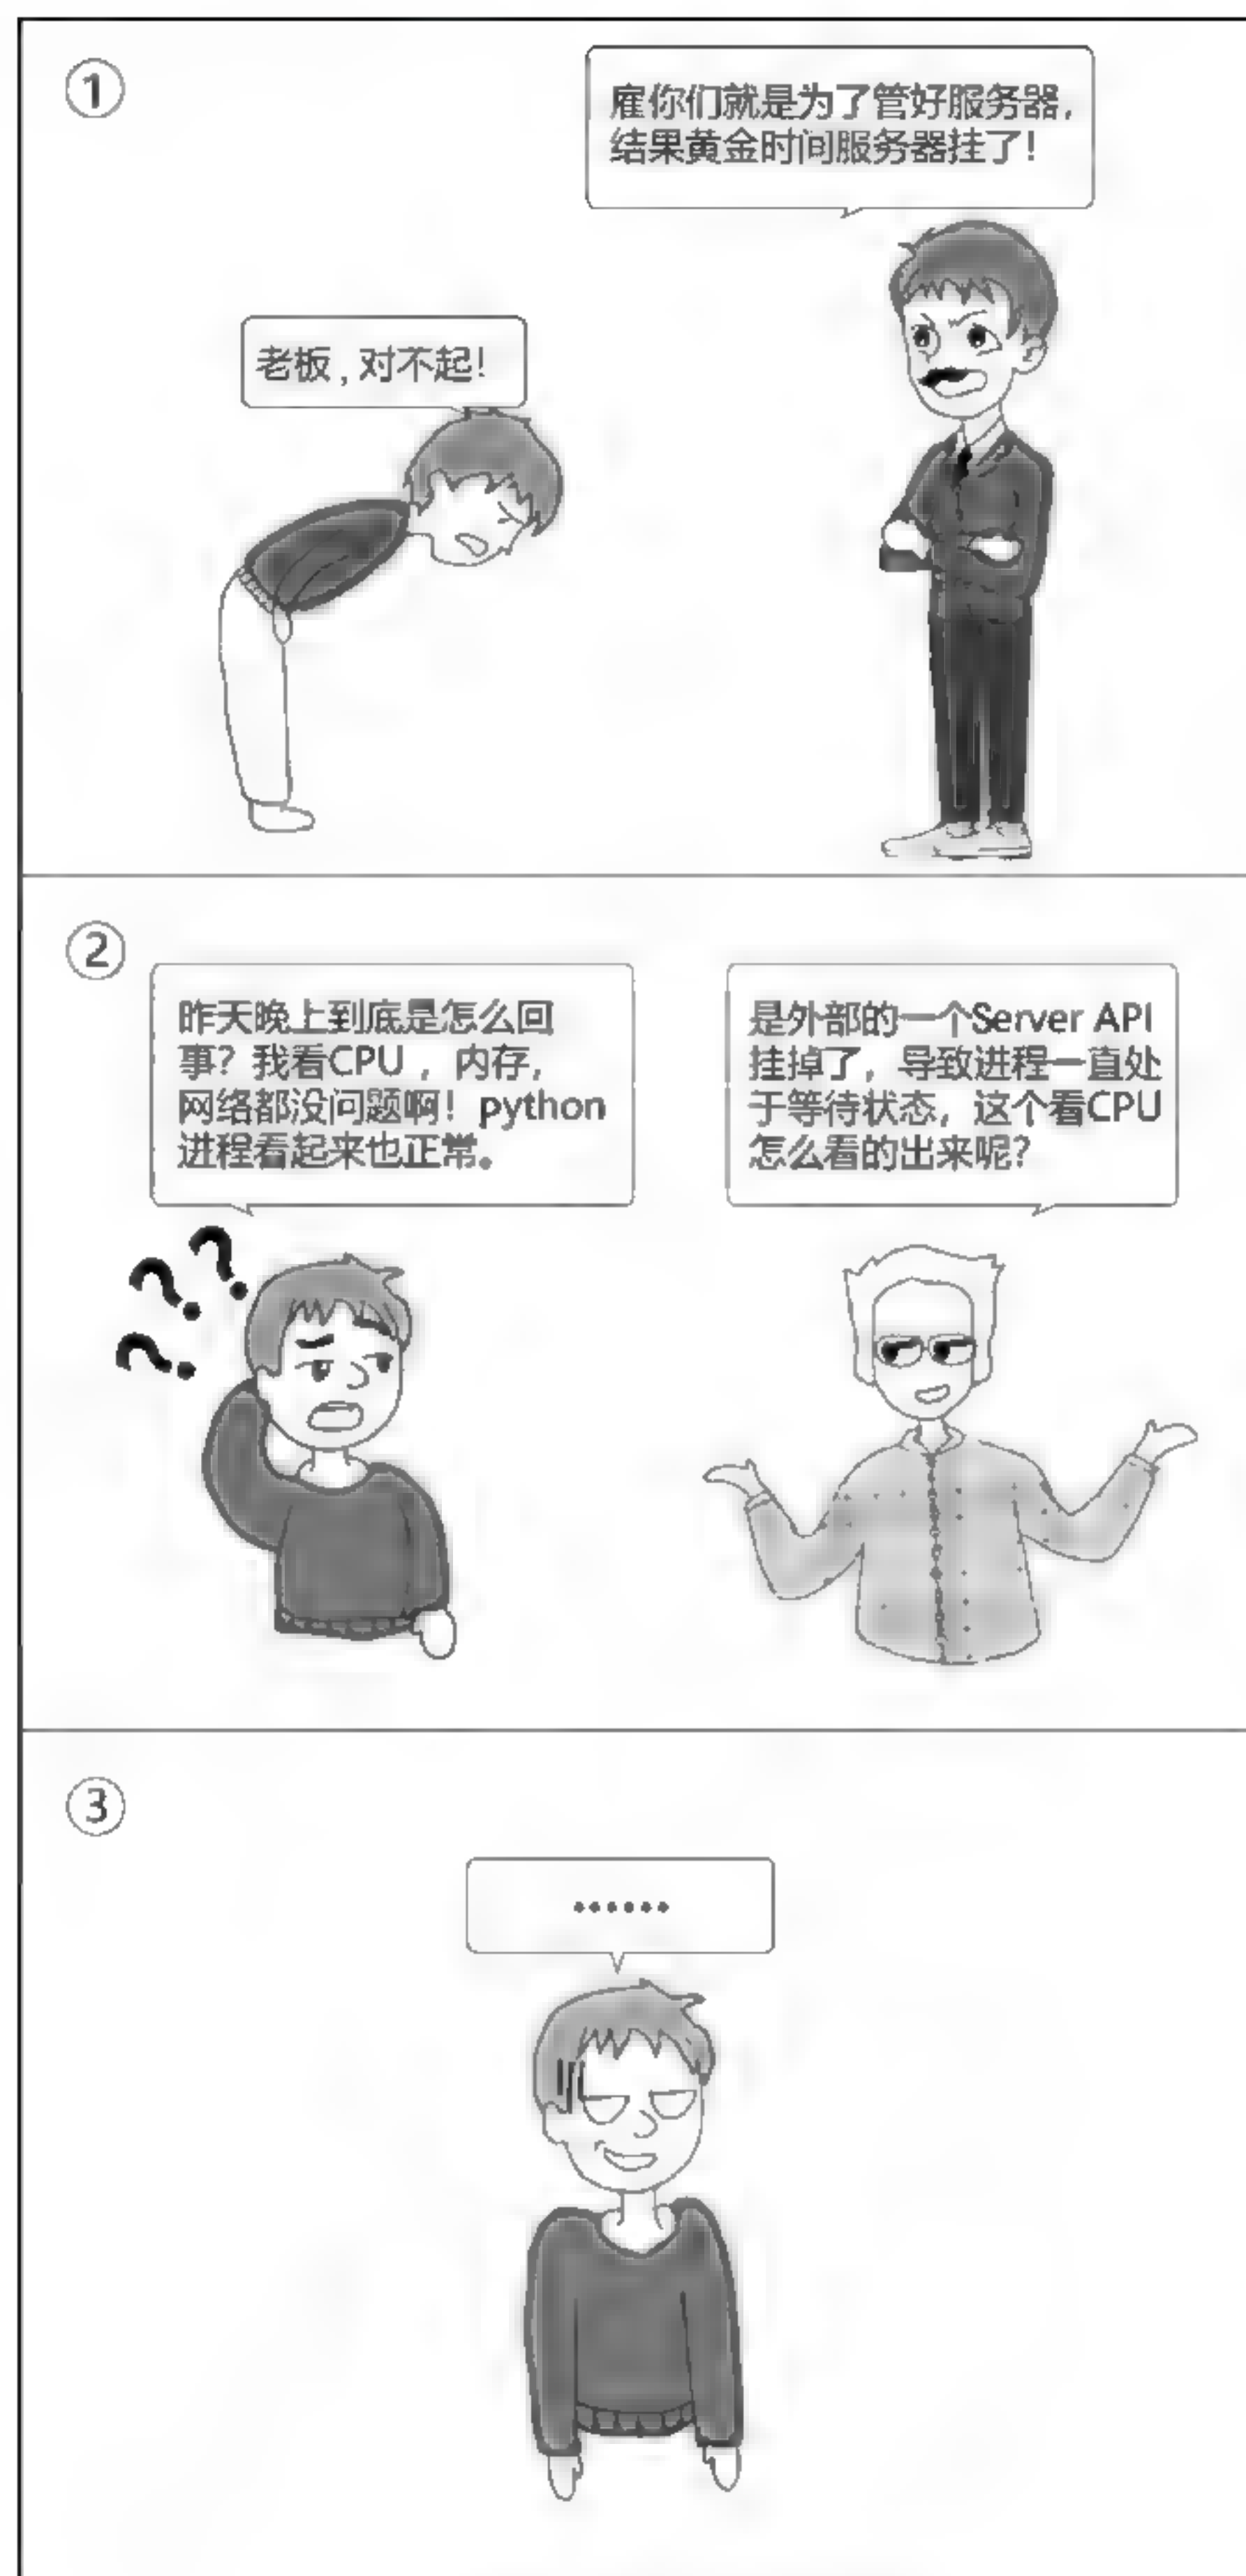 ①
雇你们就是为了管好服务器,
结果黄金时间服务器挂了!
老板,对不起!
②
昨天晚上到底是怎么回
事? 我看CPU ,内存,
网络都没问题啊! python
进程看起来也正常。
是外部的一个Server API
挂掉了,导致进程一直处
于等待状态,这个看CPU
怎么看的出来呢?
? ? ?
③
••••••